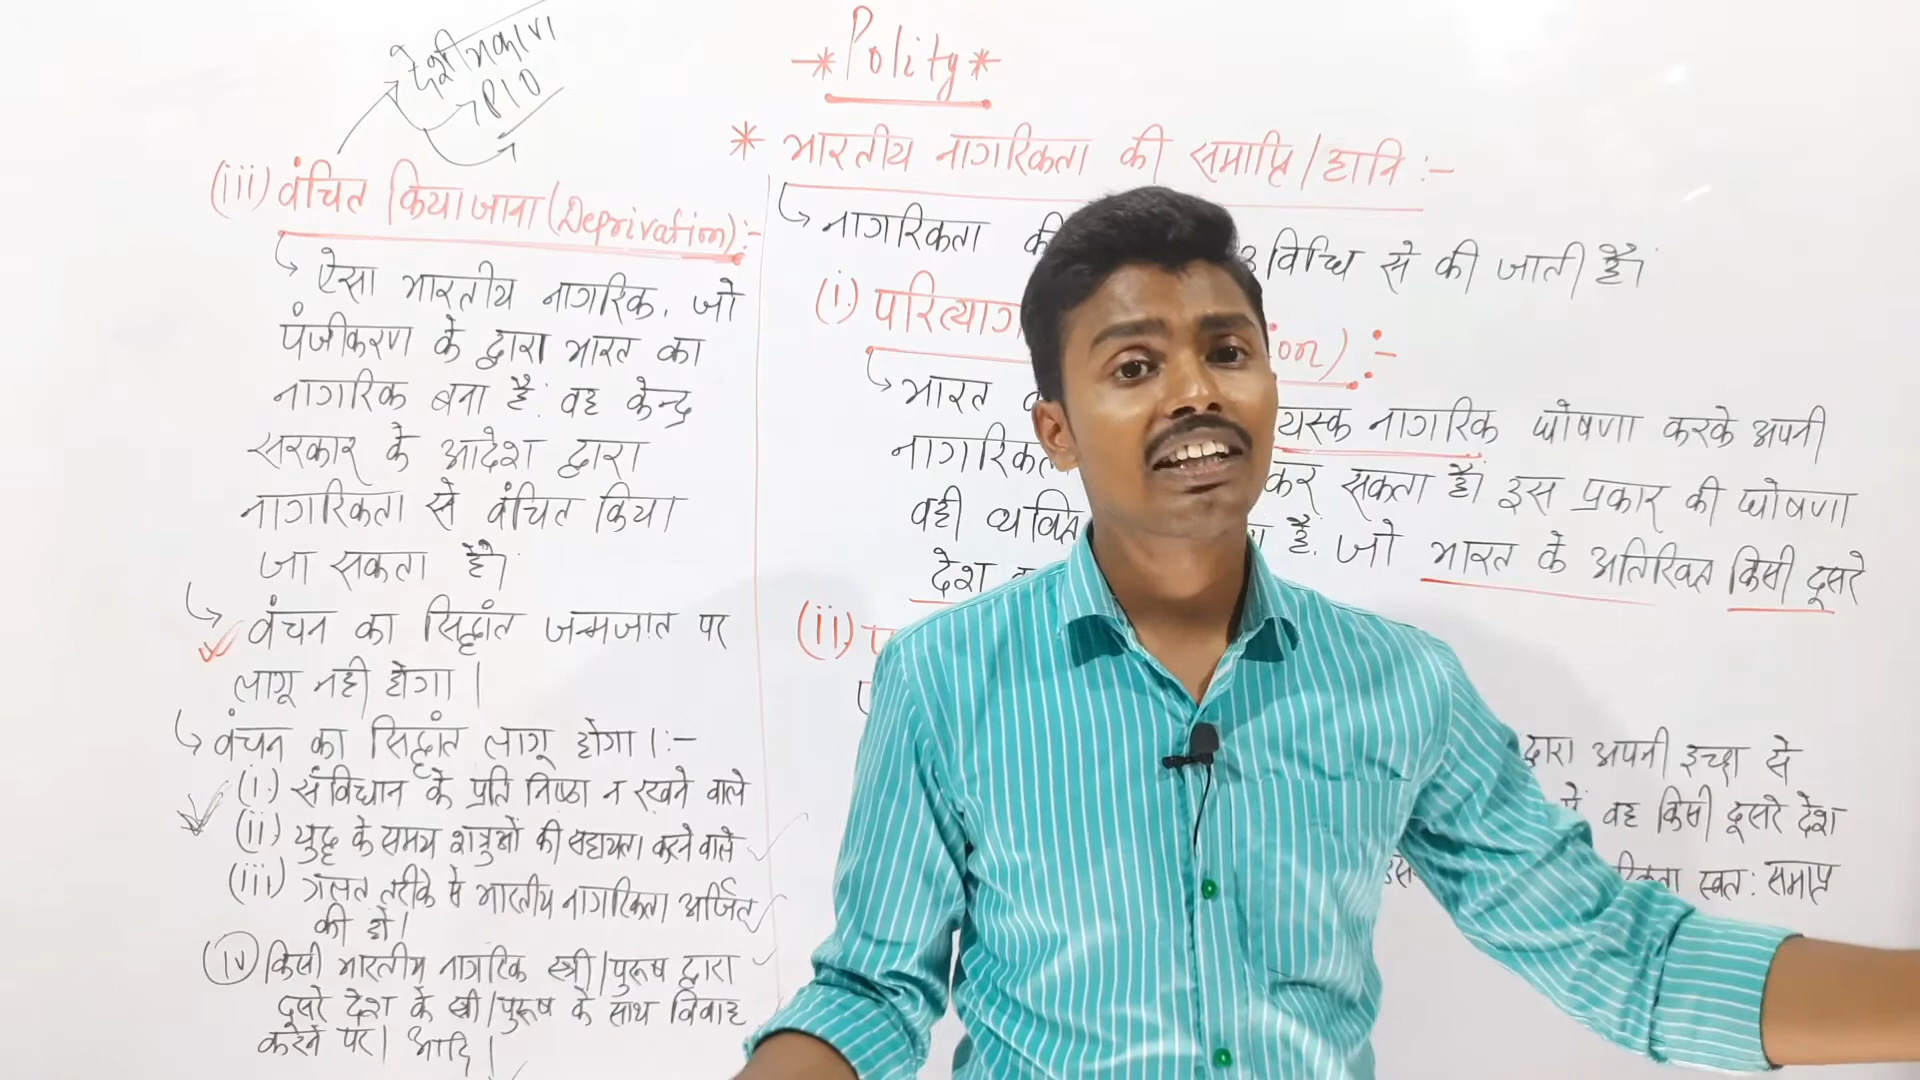 *Polity*
* भारतीय नागरिकता की समाप्ति/हानि :-
नागरिकता की 3 विधि से की जाती है।
(i) परित्याग ion) :-
भारत यस्क नागरिक घोषणा करके अपनी
नागरिकत कर सकता है। इस प्रकार की घोषणा
वही व्यक्ति है. जो भारत के अतिरिक्त किसी दूसरे
देश
(ii)
द्वारा अपनी इच्छा से
में वह किसी दूसरे देश
स्वत: समाप्त
देशीयकरण
PIO
(iii) वंचित किया जाना (Deprivation) :-
ऐसा भारतीय नागरिक, जो
पंजीकरण के द्वारा भारत का
नागरिक बना है. वह केन्द्र
सरकार के आदेश द्वारा
नागरिकता से वंचित किया
जा सकता है।
वंचन का सिद्धांत जन्मजात पर
लागू नही होगा।
वंचन का सिद्धांत लागू होगा। :-
(i) संविधान के प्रति निष्ठा न रखने वाले
(ii) युद्ध के समय शत्रुओं की सहायता करने वाले
(iii) गलत तरीके से भारतीय नागरिकता अर्जित
की हो।
(iv) किसी भारतीय नागरिक स्त्री/पुरूष द्वारा
दूसरे देश के स्त्री/पुरूष के साथ विवाह
करने पर। आदि।